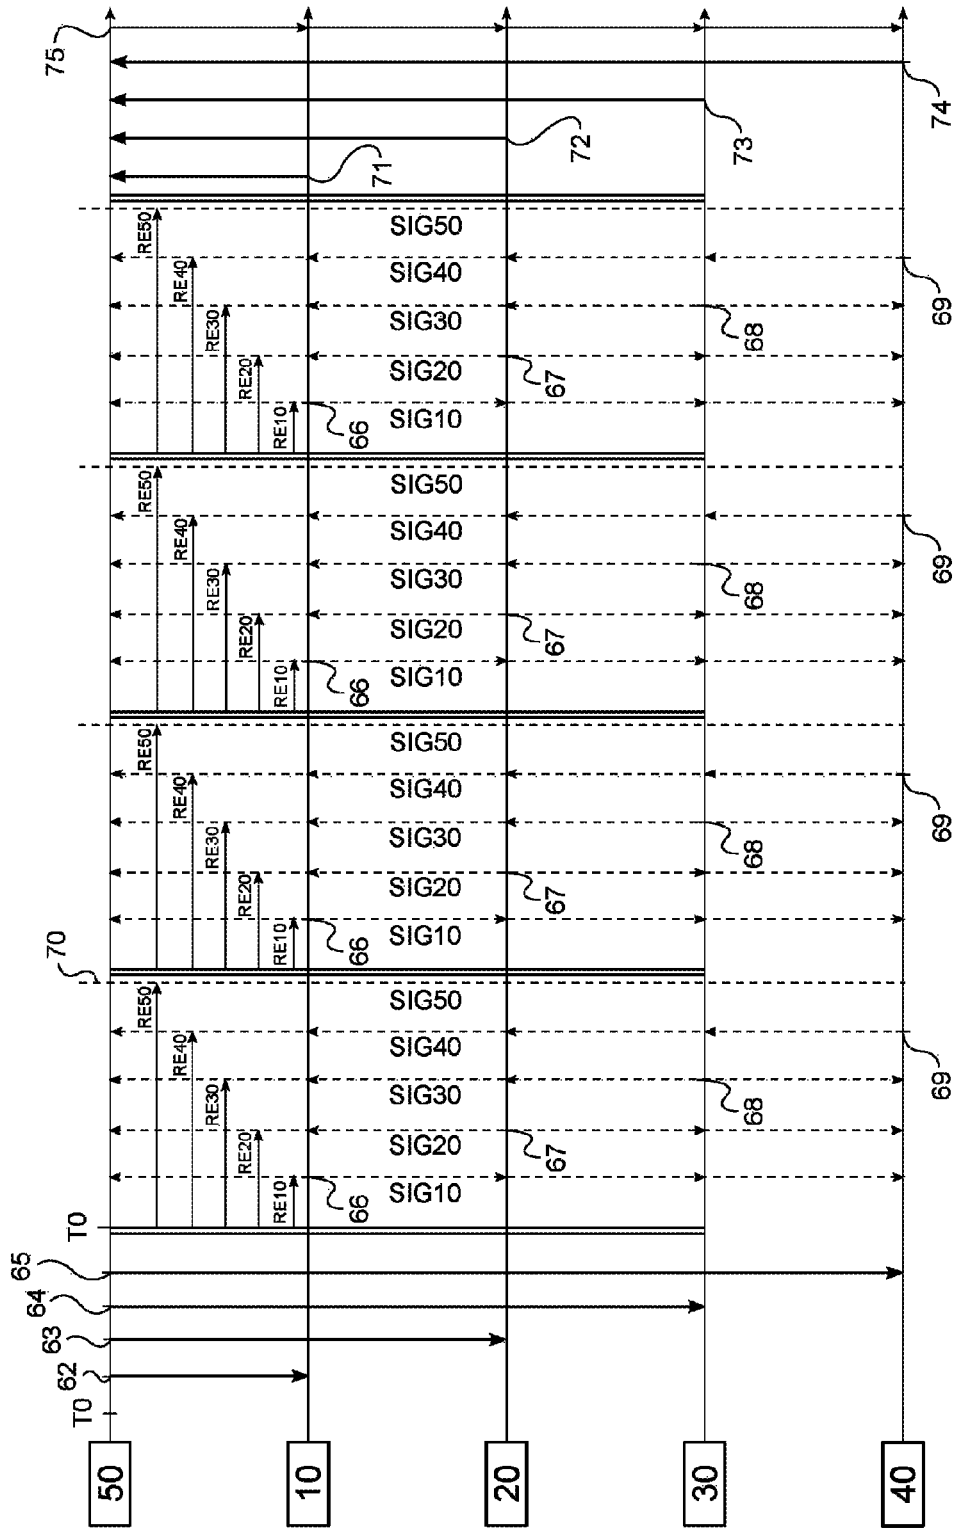 T0 62 63 64 65 T0 70 75
50
RE50 RE50 RE50 RE50
RE40 RE40 RE40 RE40
RE30 RE30 RE30 RE30
RE20 RE20 RE20 RE20
RE10 RE10 RE10 RE10
10
66 66 66 66 71
SIG10 SIG20 SIG30 SIG40 SIG50 SIG10 SIG20 SIG30 SIG40 SIG50 SIG10 SIG20 SIG30 SIG40 SIG50 SIG10 SIG20 SIG30 SIG40 SIG50
20
67 67 67 67 72
30
68 68 68 68 73
40
69 69 69 69 74